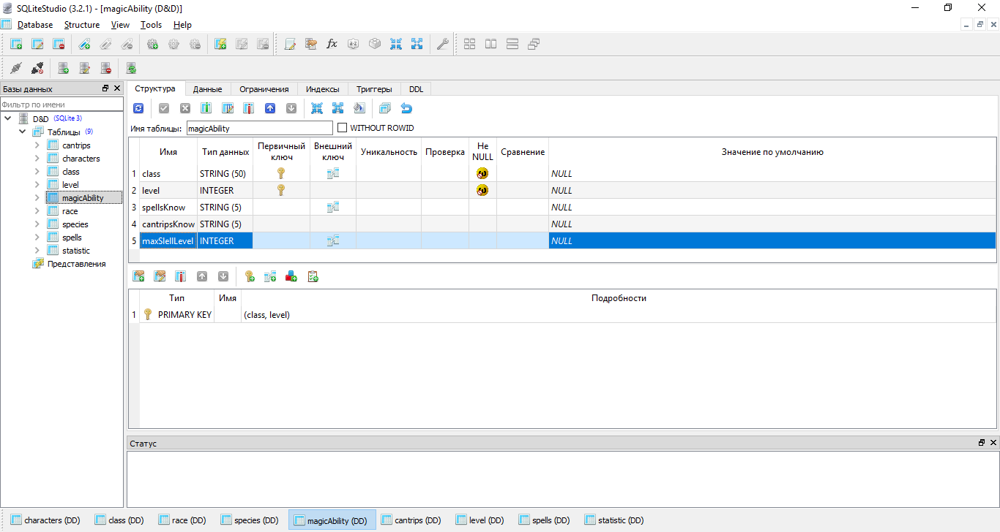 SQLiteStudio (3.2.1) - [magicAbility (D&D)]
Database Structure View Tools Help
Базы данных
Фильтр по имени
D&D (SQLite 3)
Таблицы (9)
cantrips
characters
class
level
magicAbility
race
species
spells
statistic
Представления
Структура Данные Ограничения Индексы Триггеры DDL
Имя таблицы: magicAbility WITHOUT ROWID
Имя Тип данных Первичный ключ Внешний ключ Уникальность Проверка Не NULL Сравнение Значение по умолчанию
1 class STRING (50) NULL
2 level INTEGER NULL
3 spellsKnow STRING (5) NULL
4 cantripsKnow STRING (5) NULL
5 maxSlellLevel INTEGER NULL
Тип Имя Подробности
1 PRIMARY KEY (class, level)
Статус
characters (DD) class (DD) race (DD) species (DD) magicAbility (DD) cantrips (DD) level (DD) spells (DD) statistic (DD)